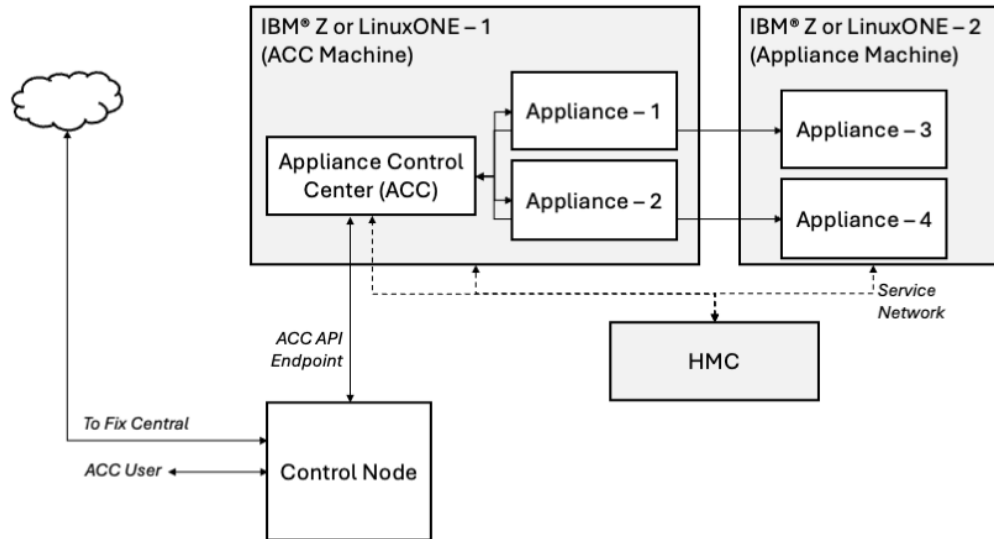 IBM® Z or LinuxONE – 1
(ACC Machine)
IBM® Z or LinuxONE – 2
(Appliance Machine)
Appliance – 1
Appliance – 3
Appliance Control
Center (ACC)
Appliance – 2
Appliance – 4
Service
Network
ACC API
Endpoint
HMC
To Fix Central
ACC User
Control Node